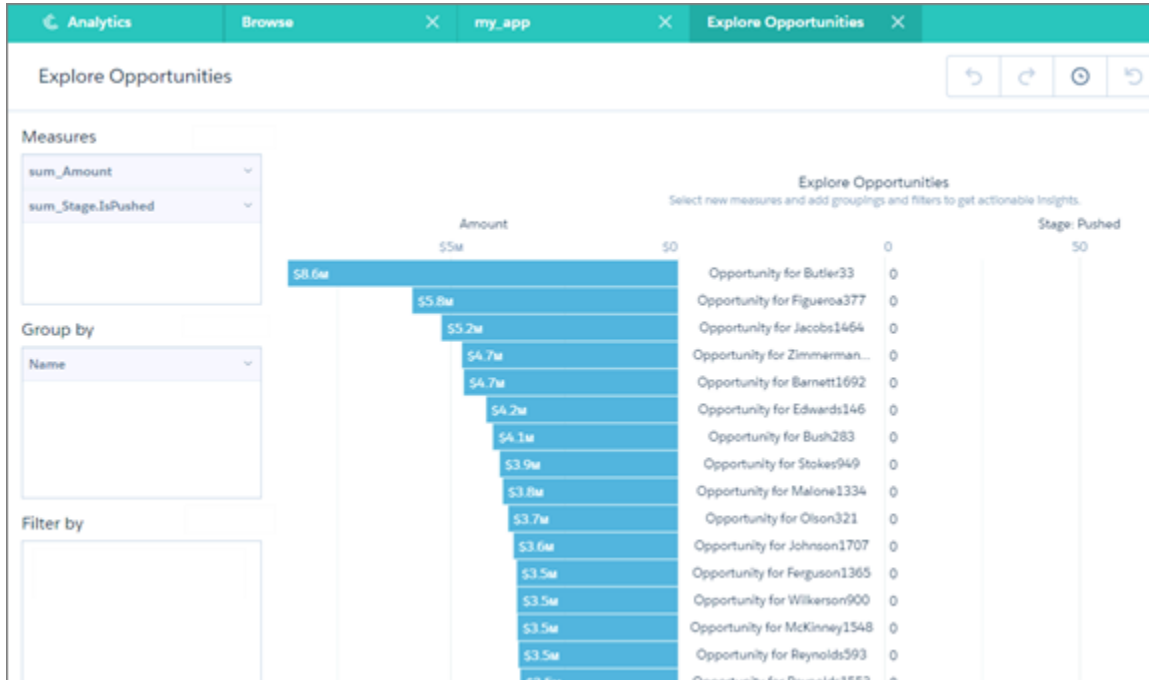 Analytics
Browse
my_app
Explore Opportunities
Explore Opportunities
Measures
sum_Amount
sum_Stage.IsPushed
Group by
Name
Filter by
Explore Opportunities
Select new measures and add groupings and filters to get actionable insights.
Amount
Stage: Pushed
$5M $0 0 50
$8.6M Opportunity for Butler33 0
$5.8M Opportunity for Figueroa377 0
$5.2M Opportunity for Jacobs1464 0
$4.7M Opportunity for Zimmerman... 0
$4.7M Opportunity for Barnett1692 0
$4.2M Opportunity for Edwards146 0
$4.1M Opportunity for Bush283 0
$3.9M Opportunity for Stokes949 0
$3.8M Opportunity for Malone1334 0
$3.7M Opportunity for Olson321 0
$3.6M Opportunity for Johnson1707 0
$3.5M Opportunity for Ferguson1365 0
$3.5M Opportunity for Wilkerson900 0
$3.5M Opportunity for McKinney1548 0
$3.5M Opportunity for Reynolds593 0